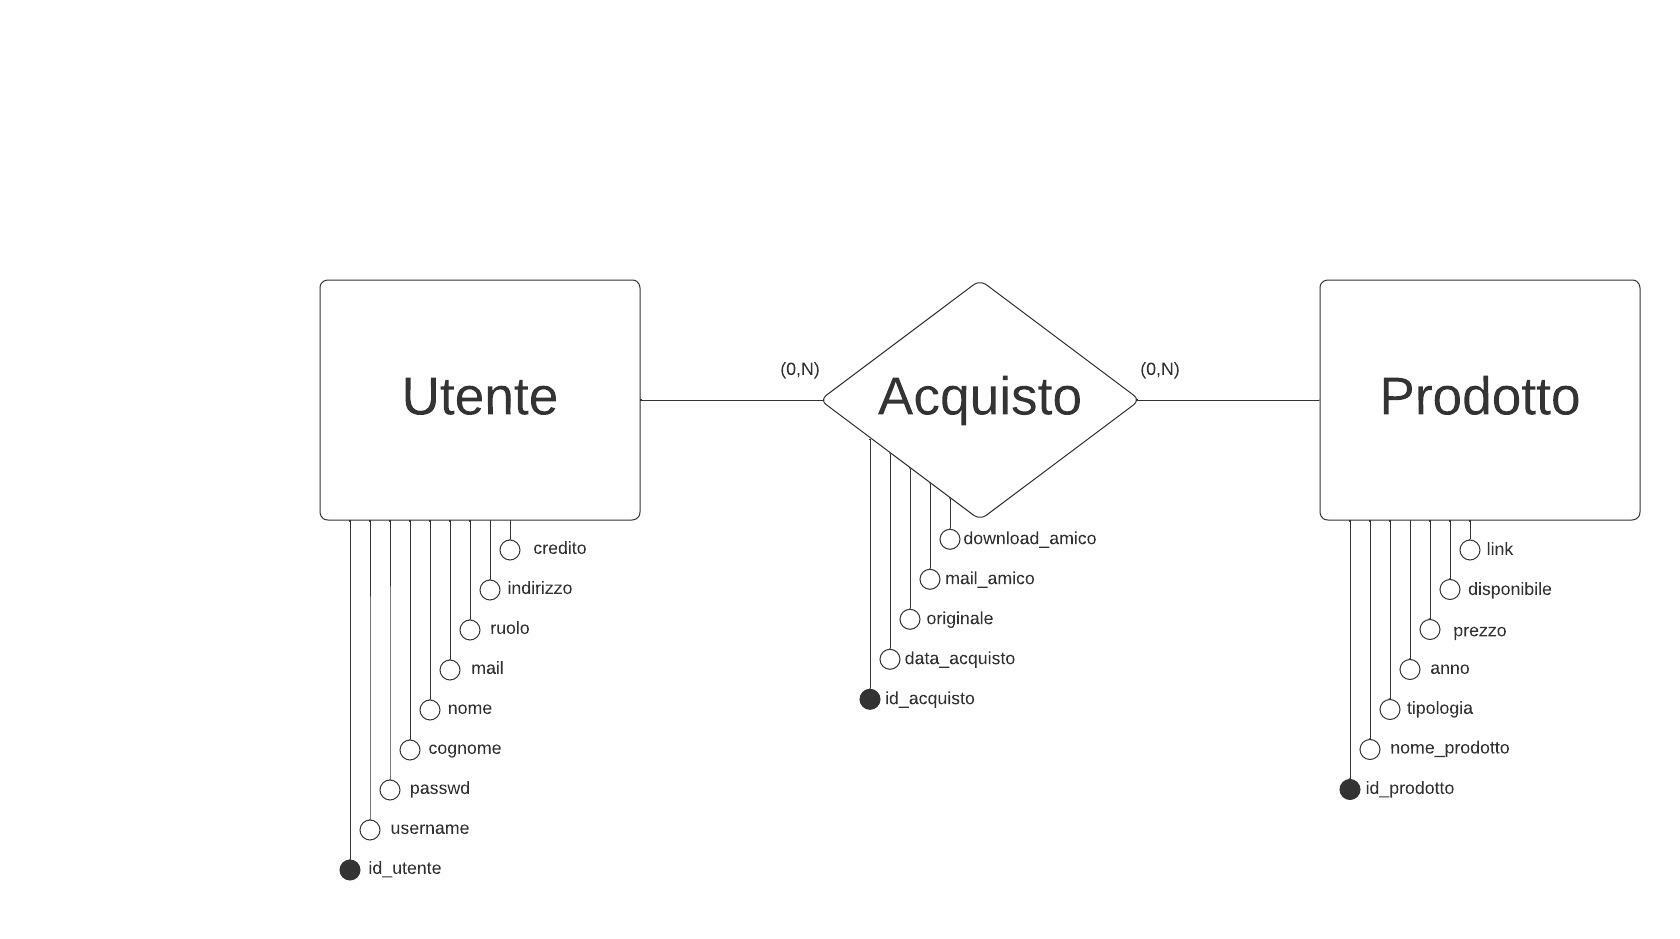 (0,N)
(0,N)
Utente
Acquisto
Prodotto
credito
indirizzo
ruolo
mail
nome
cognome
passwd
username
id_utente
download_amico
mail_amico
originale
data_acquisto
id_acquisto
link
disponibile
prezzo
anno
tipologia
nome_prodotto
id_prodotto